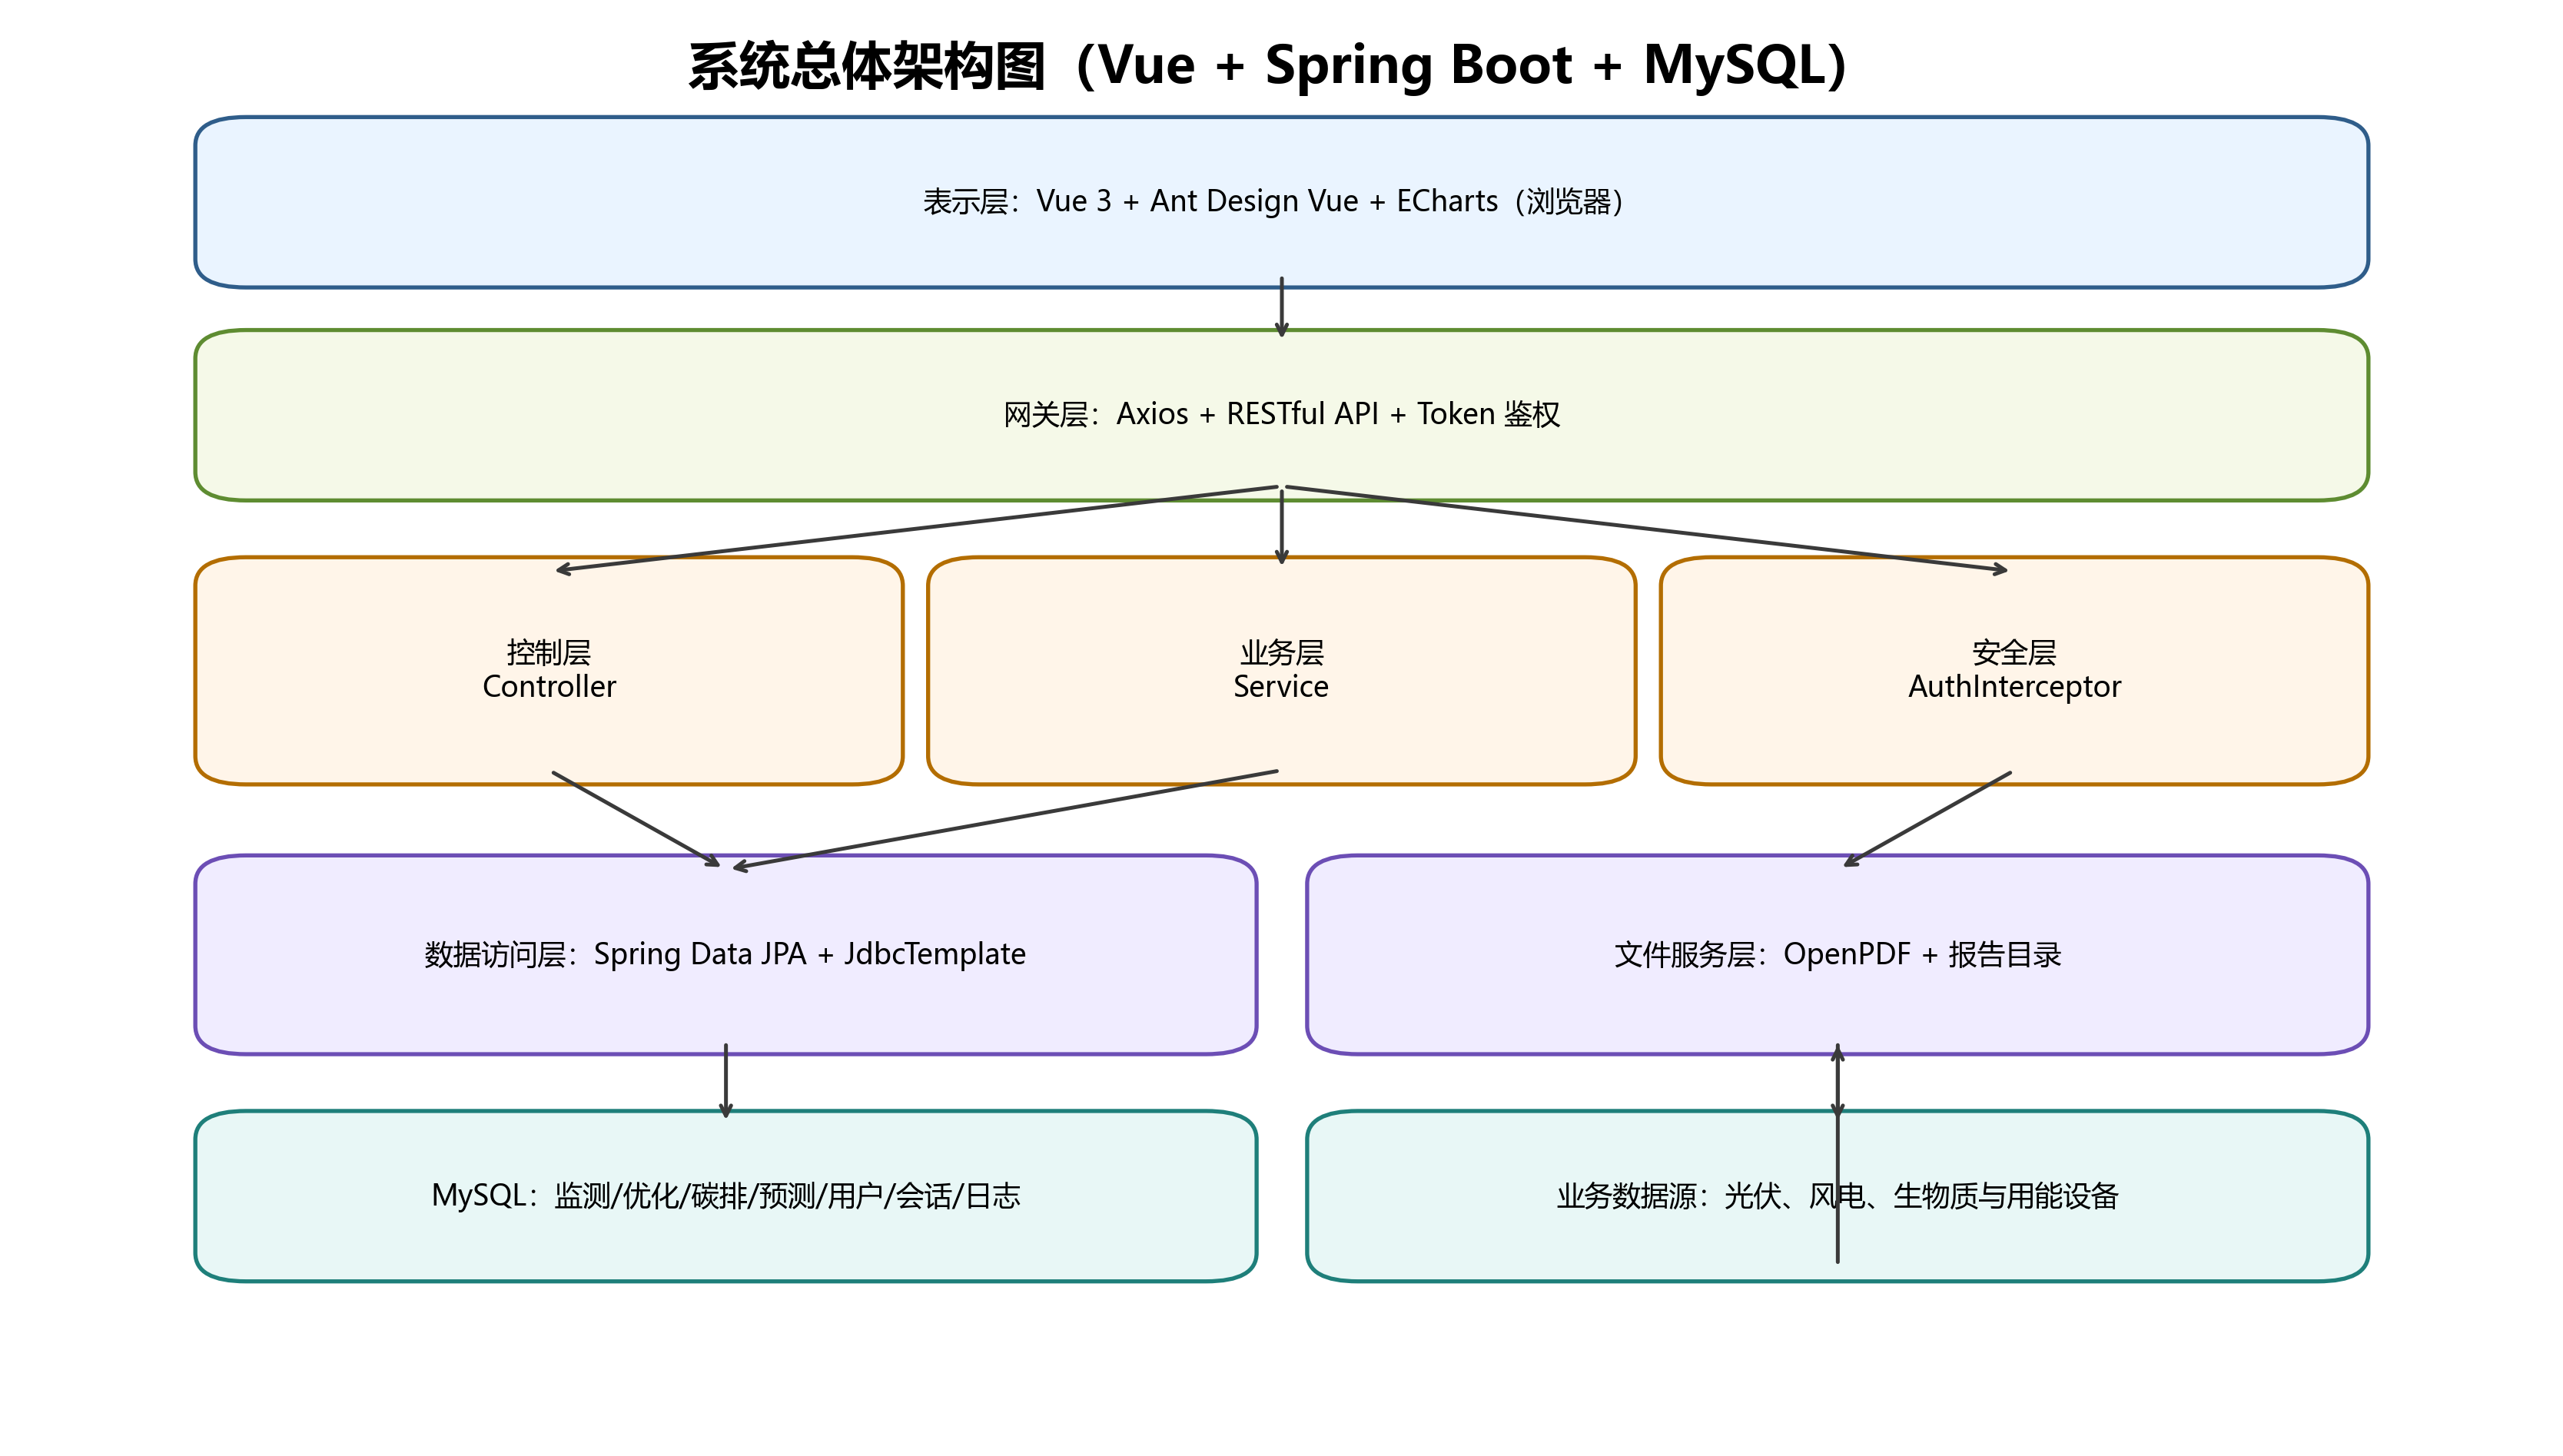 系统总体架构图（Vue + Spring Boot + MySQL）
表示层：Vue 3 + Ant Design Vue + ECharts（浏览器）
网关层：Axios + RESTful API + Token 鉴权
控制层
Controller
业务层
Service
安全层
AuthInterceptor
数据访问层：Spring Data JPA + JdbcTemplate
文件服务层：OpenPDF + 报告目录
MySQL：监测/优化/碳排/预测/用户/会话/日志
业务数据源：光伏、风电、生物质与用能设备